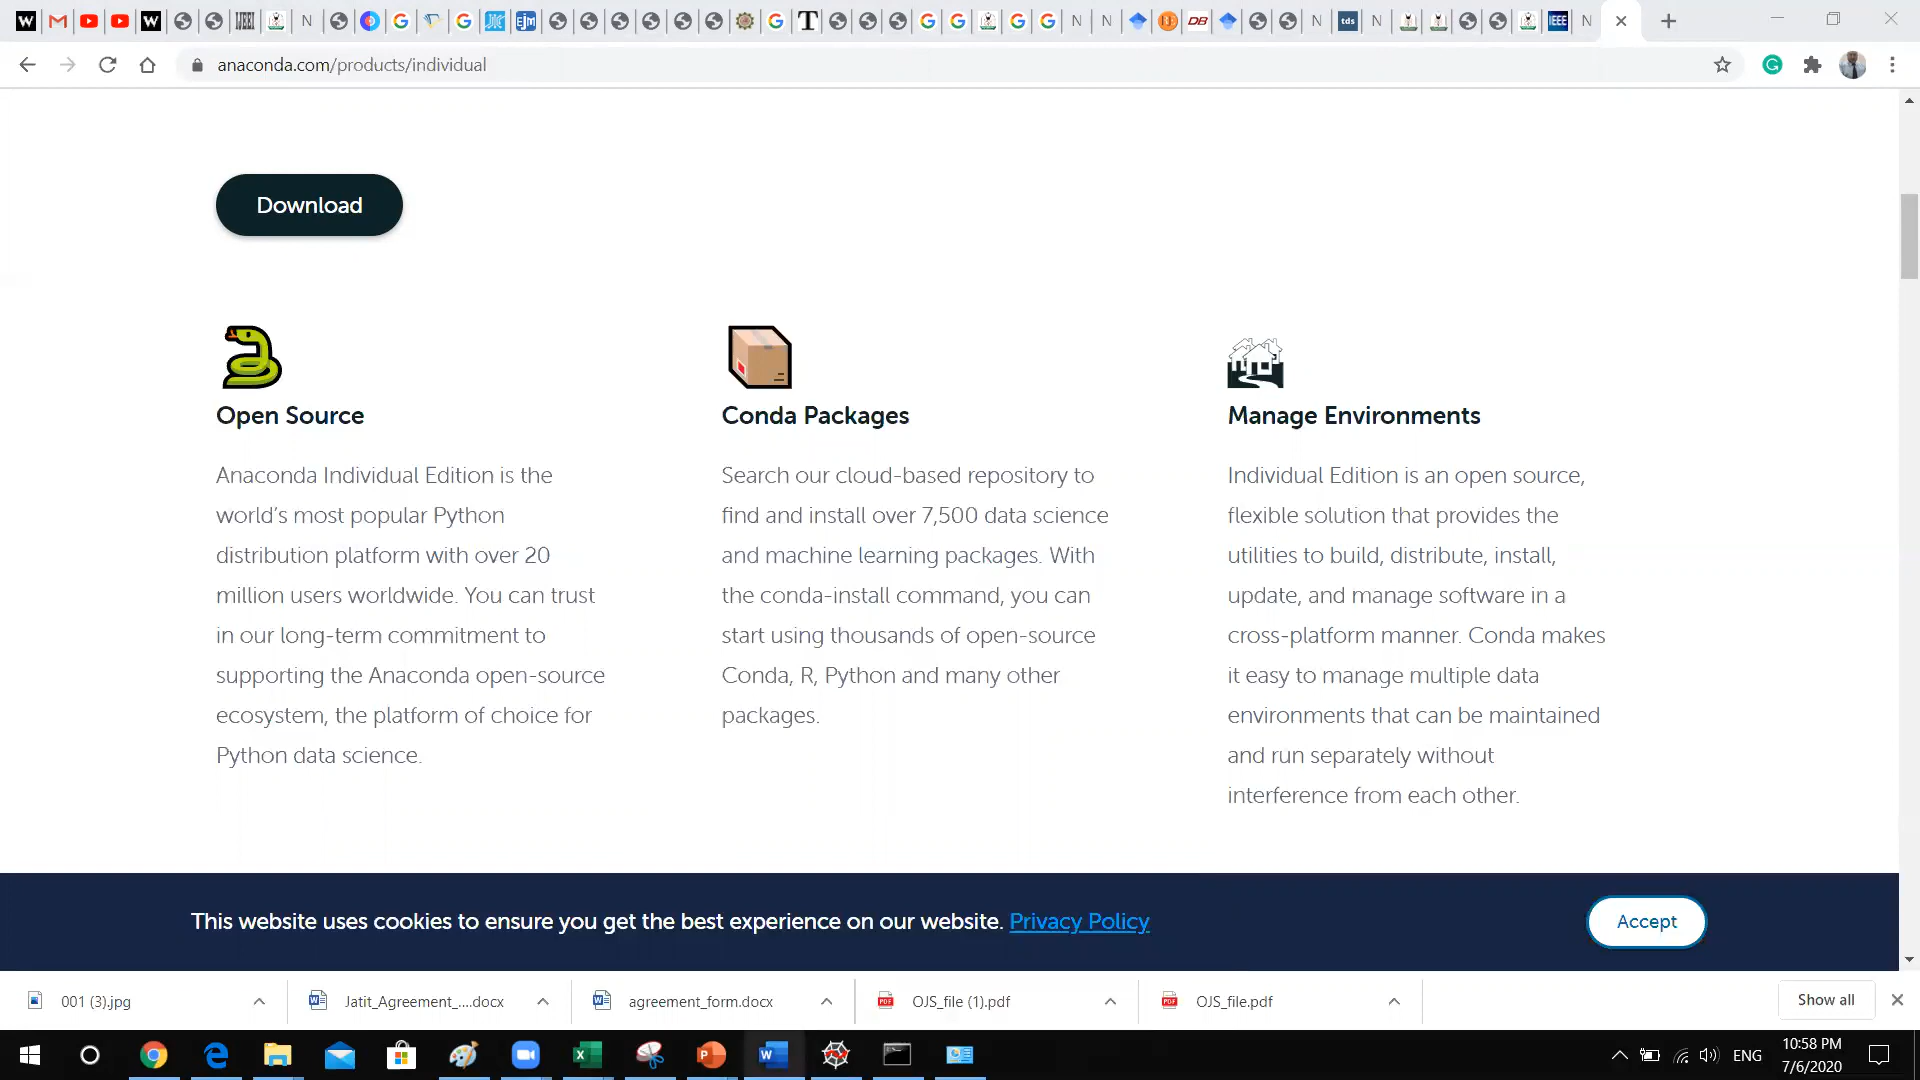 anaconda.com/products/individual
Download
Open Source
Anaconda Individual Edition is the
world's most popular Python
distribution platform with over 20
million users worldwide. You can trust
in our long-term commitment to
supporting the Anaconda open-source
ecosystem, the platform of choice for
Python data science.
Conda Packages
Search our cloud-based repository to
find and install over 7,500 data science
and machine learning packages. With
the conda-install command, you can
start using thousands of open-source
Conda, R, Python and many other
packages.
Manage Environments
Individual Edition is an open source,
flexible solution that provides the
utilities to build, distribute, install,
update, and manage software in a
cross-platform manner. Conda makes
it easy to manage multiple data
environments that can be maintained
and run separately without
interference from each other.
This website uses cookies to ensure you get the best experience on our website. Privacy Policy
Accept
001 (3).jpg
Jatit_Agreement_....docx
agreement_form.docx
OJS_file (1).pdf
OJS_file.pdf
Show all
ENG
10:58 PM
7/6/2020